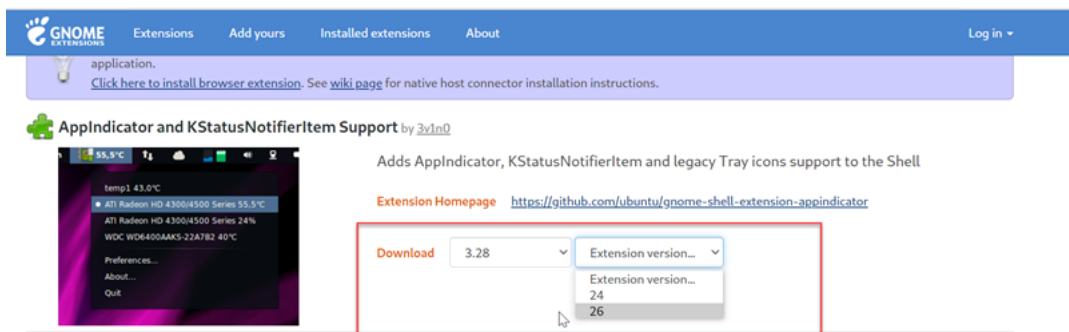 GNOME
EXTENSIONS
Extensions Add yours Installed extensions About Log in
application.
Click here to install browser extension. See wiki page for native host connector installation instructions.
AppIndicator and KStatusNotifierItem Support by 3v1n0
55,5°C
temp1 43.0°C
ATI Radeon HD 4300/4500 Series 55.5°C
ATI Radeon HD 4300/4500 Series 24%
WDC WD6400AAKS-22A7B2 40°C
Preferences...
About...
Quit
Adds AppIndicator, KStatusNotifierItem and legacy Tray icons support to the Shell
Extension Homepage https://github.com/ubuntu/gnome-shell-extension-appindicator
Download 3.28 Extension version...
Extension version...
24
26